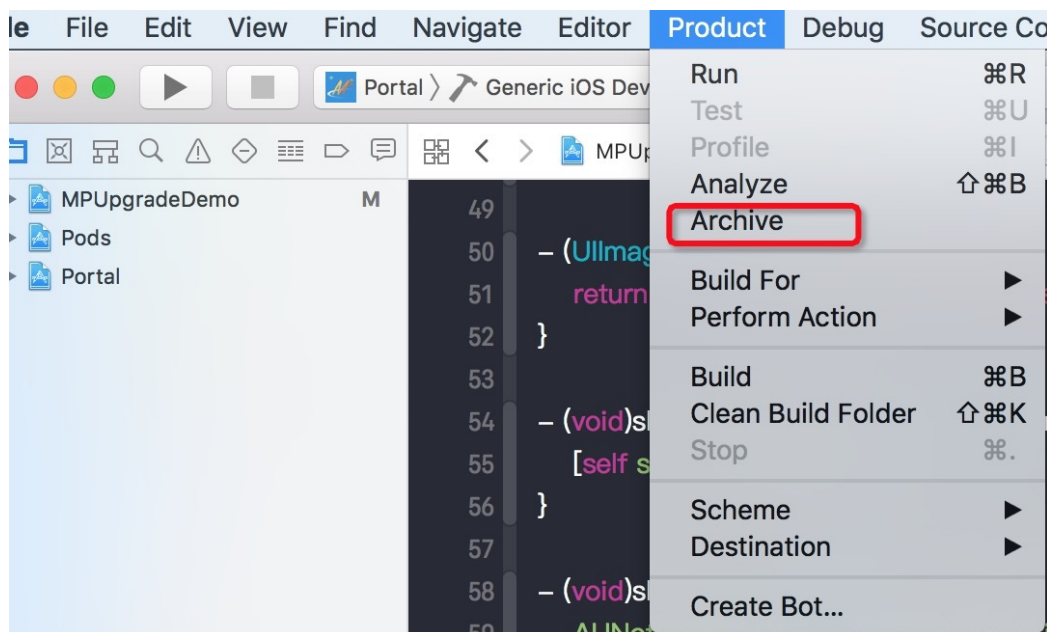 File Edit View Find Navigate Editor Product Debug Source Co
Portal Generic iOS Dev
MPUpgradeDemo M
Pods
Portal
MPU
49
50 – (UIImag
51 return
52 }
53
54 – (void)s
55 [self s
56 }
57
58 – (void)s
59
Run ⌘R
Test ⌘U
Profile ⌘I
Analyze ⇧⌘B
Archive
Build For ▶
Perform Action ▶
Build ⌘B
Clean Build Folder ⇧⌘K
Stop ⌘.
Scheme ▶
Destination ▶
Create Bot...